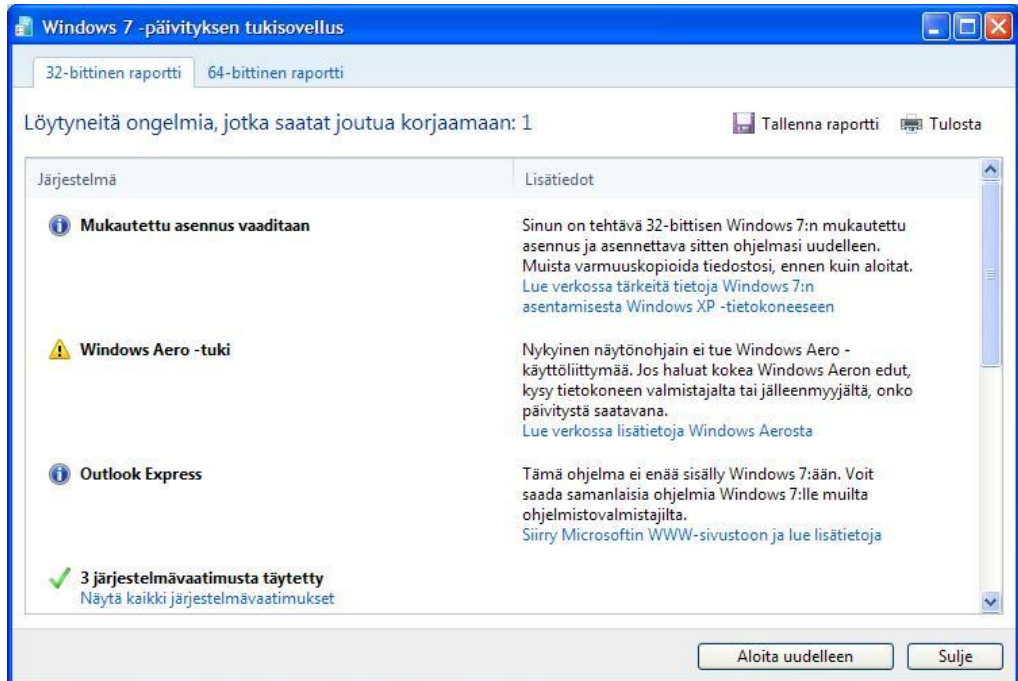 Windows 7 -päivityksen tukisovellus
32-bittinen raportti 64-bittinen raportti
Löytyneitä ongelmia, jotka saatat joutua korjaamaan: 1
Tallenna raportti Tulosta
Järjestelmä Lisätiedot
Mukautettu asennus vaaditaan
Sinun on tehtävä 32-bittisen Windows 7:n mukautettu
asennus ja asennettava sitten ohjelmasi uudelleen.
Muista varmuuskopioida tiedostosi, ennen kuin aloitat.
Lue verkossa tärkeitä tietoja Windows 7:n
asentamisesta Windows XP -tietokoneeseen
Windows Aero -tuki
Nykyinen näytönohjain ei tue Windows Aero -
käyttöliittymää. Jos haluat kokea Windows Aeron edut,
kysy tietokoneen valmistajalta tai jälleenmyyjältä, onko
päivitystä saatavana.
Lue verkossa lisätietoja Windows Aerosta
Outlook Express
Tämä ohjelma ei enää sisälly Windows 7:ään. Voit
saada samanlaisia ohjelmia Windows 7:lle muilta
ohjelmistovalmistajilta.
Siirry Microsoftin WWW-sivustoon ja lue lisätietoja
3 järjestelmävaatimusta täytetty
Näytä kaikki järjestelmävaatimukset
Aloita uudelleen Sulje